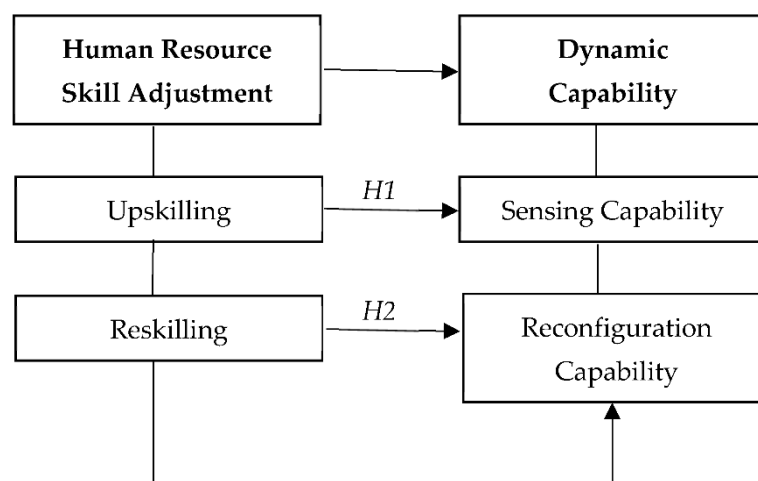 Human Resource
Skill Adjustment
Dynamic
Capability
Upskilling
H1
Sensing Capability
Reskilling
H2
Reconfiguration
Capability